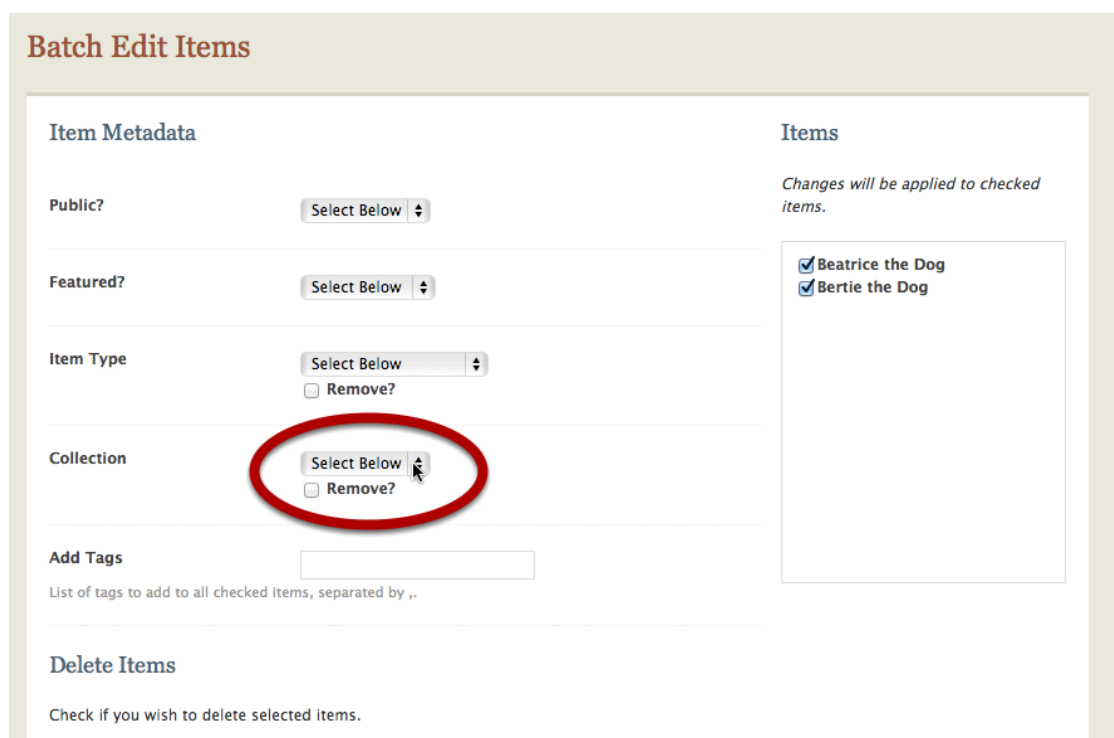 Batch Edit Items
Item Metadata
Public?
Select Below
Featured?
Select Below
Item Type
Select Below
Remove?
Collection
Select Below
Remove?
Add Tags
List of tags to add to all checked items, separated by ,.
Delete Items
Check if you wish to delete selected items.
Items
Changes will be applied to checked
items.
Beatrice the Dog
Bertie the Dog